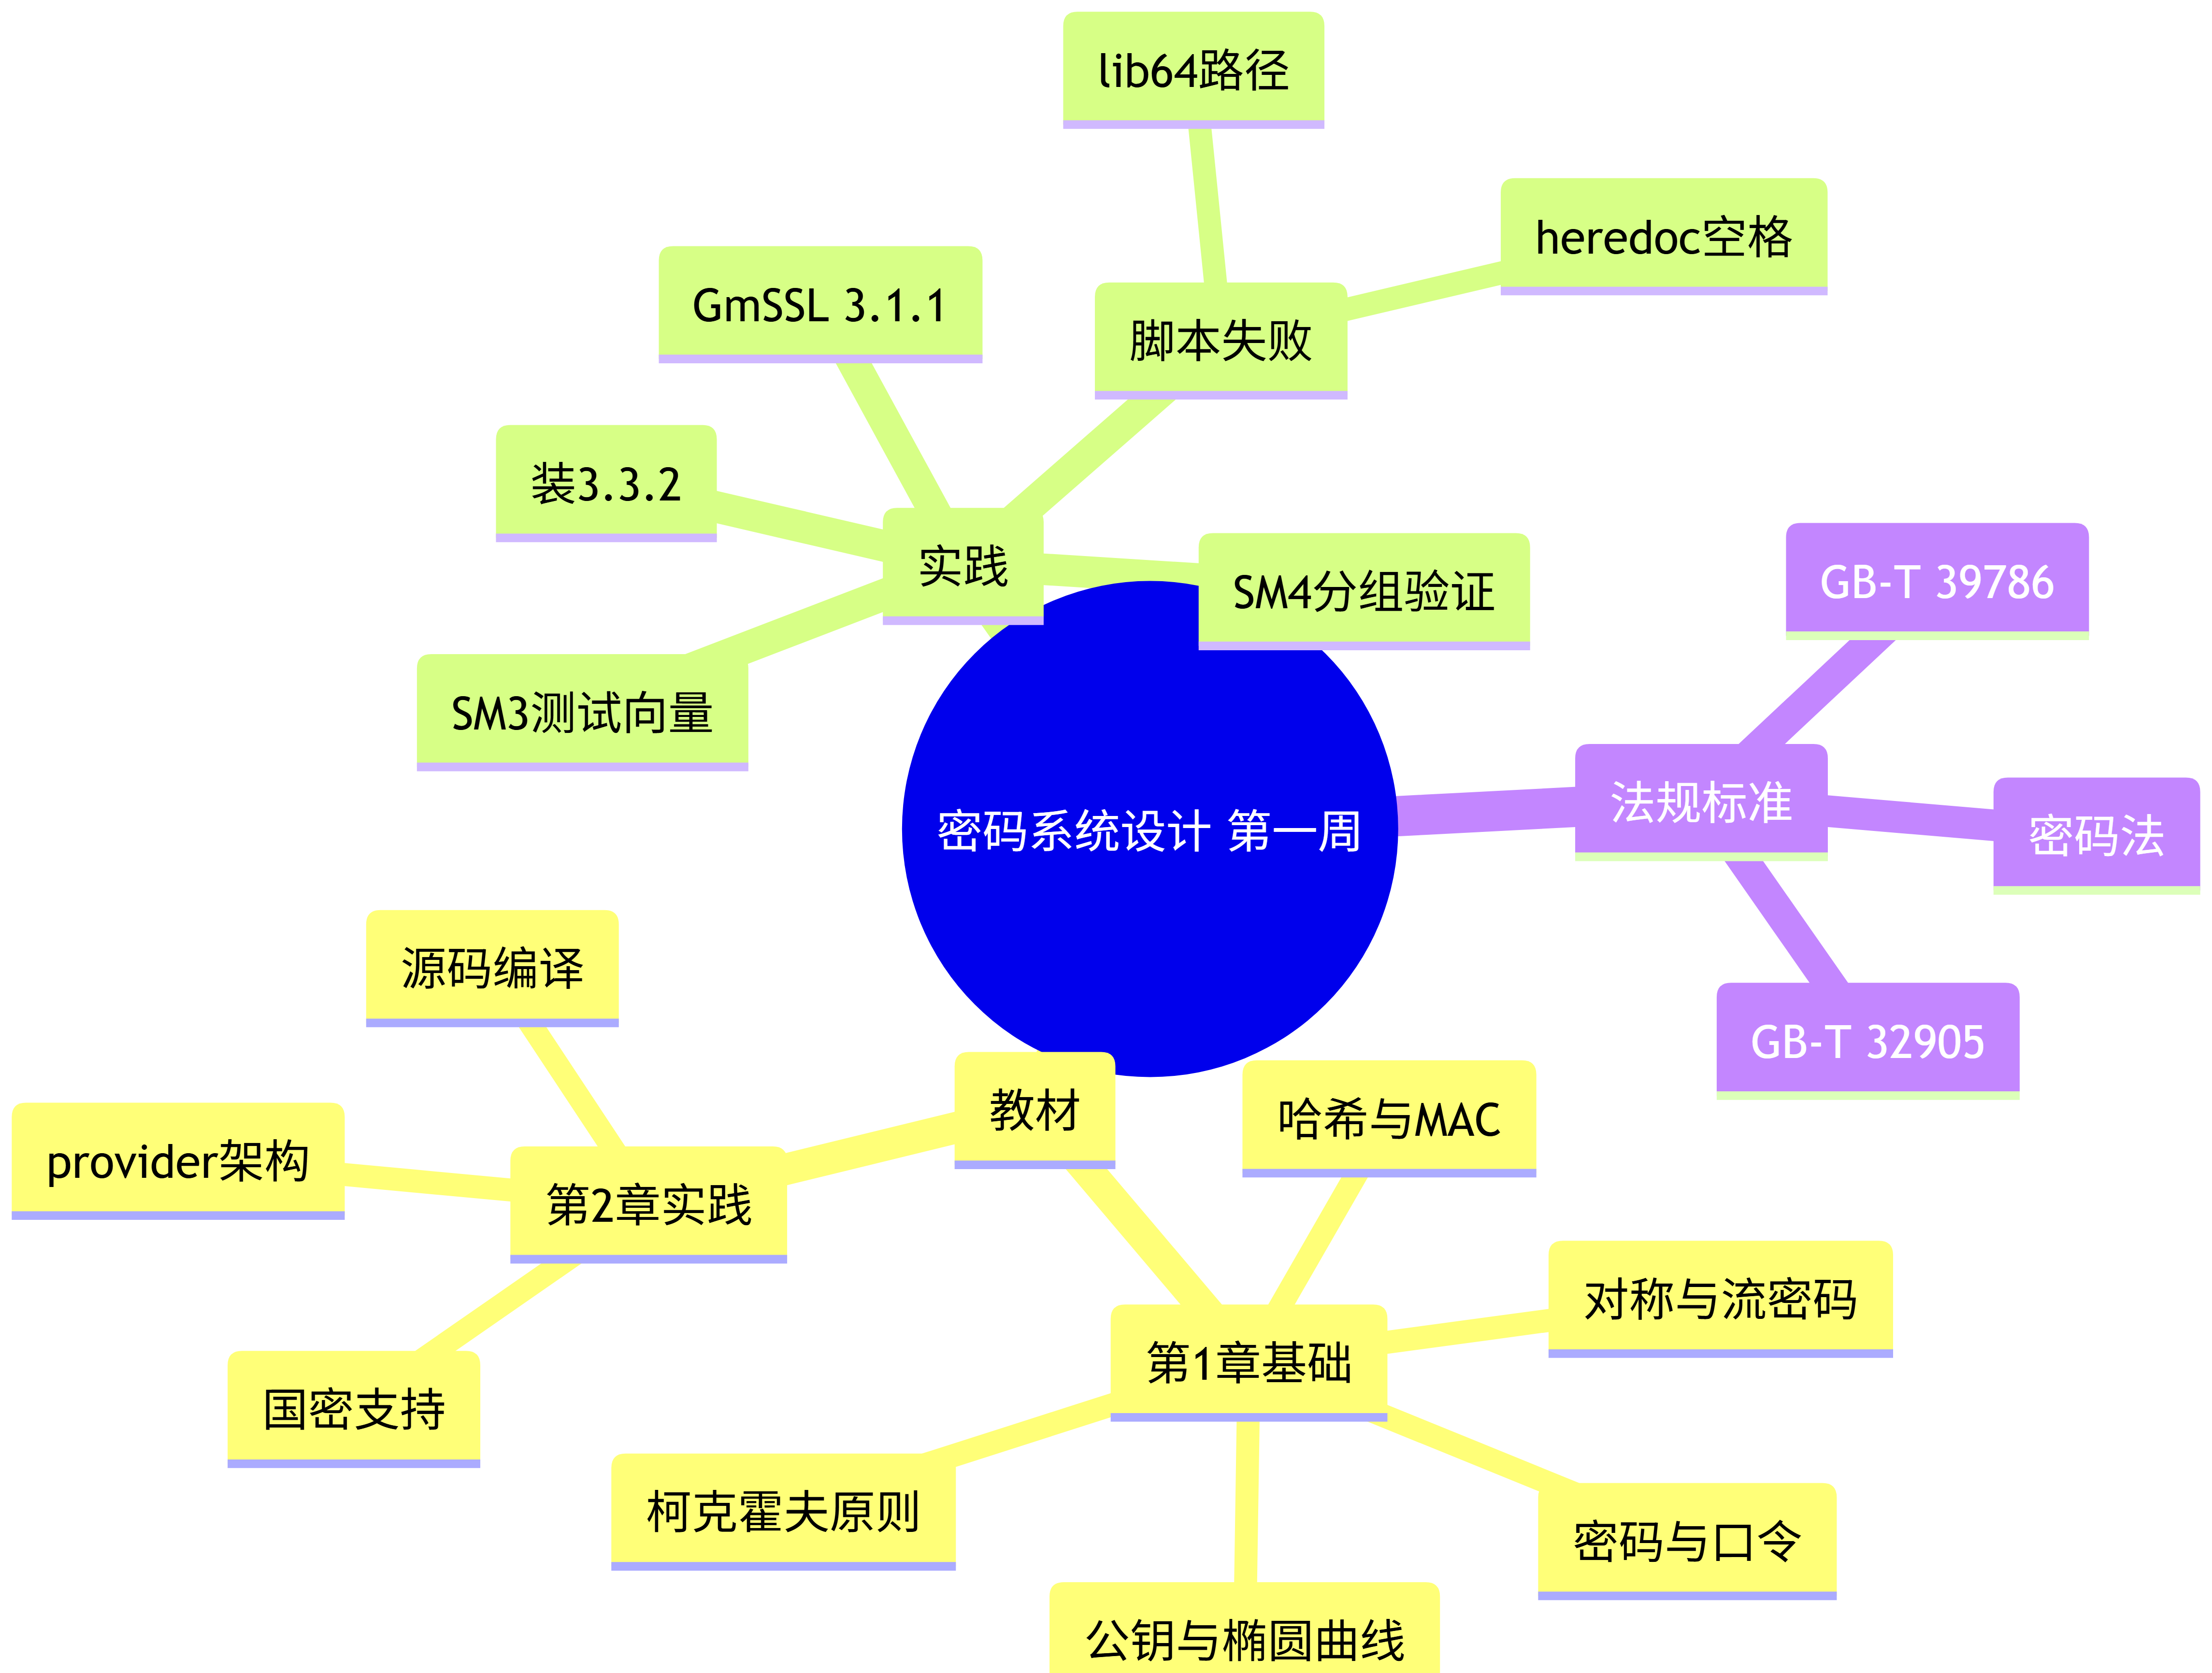 lib64路径
heredoc空格
GmSSL 3.1.1
脚本失败
装3.3.2
实践
SM4分组验证
GB-T 39786
SM3测试向量
法规标准
密码系统设计 第一周
密码法
源码编译
GB-T 32905
教材
哈希与MAC
provider架构
第2章实践
对称与流密码
第1章基础
国密支持
柯克霍夫原则
密码与口令
公钥与椭圆曲线